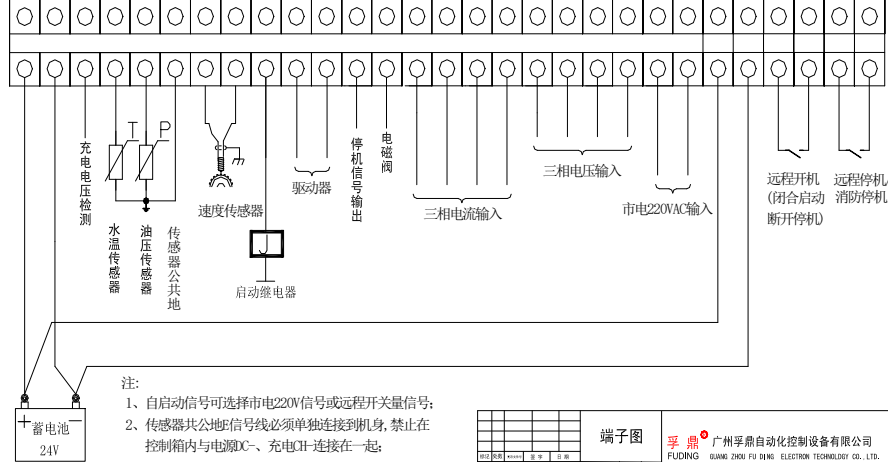 充电电压检测
T
P
水温传感器
油压传感器
传感器公共地
速度传感器
J
启动继电器
驱动器
停机信号输出
电磁阀
三相电流输入
三相电压输入
市电220VAC输入
远程开机
(闭合启动
断开停机)
远程停机/
消防停机
+
-
蓄电池
24V
注:
1、自启动信号可选择市电220V信号或远程开关量信号;
2、传感器共公地E信号线必须单独连接到机身,禁止在
控制箱内与电源DC-、充电CH-连接在一起;
签 字
日 期
端子图
孚鼎
FUDING
广州孚鼎自动化控制设备有限公司
GUANG ZHOU FU DING ELECTRON TECHNOLOGY CO.,LTD.